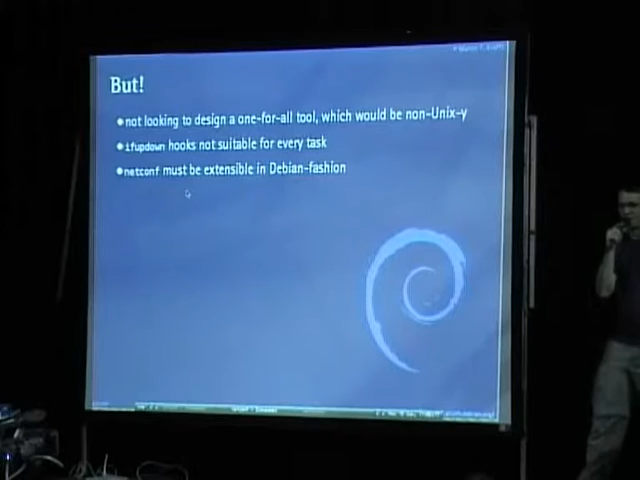 But!
not looking to design a one-for-all tool, which would be non-Unix-y
ifupdown hooks not suitable for every task
netconf must be extensible in Debian-fashion